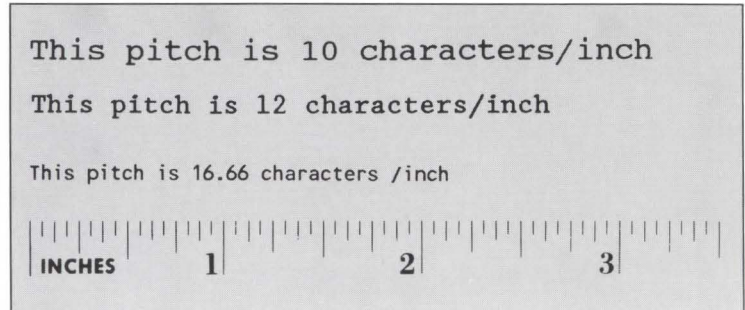 This pitch is 10 characters/inch
This pitch is 12 characters/inch
This pitch is 16.66 characters /inch
INCHES 1 2 3